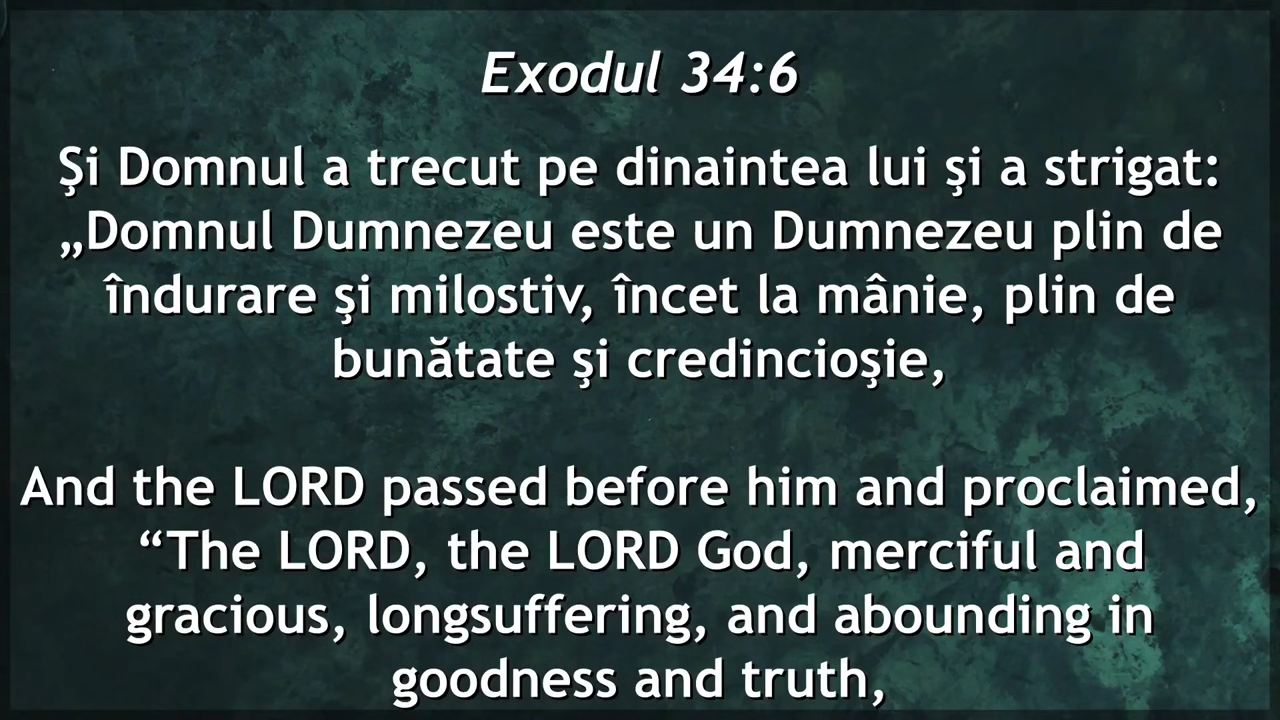 Exodul 34:6
Şi Domnul a trecut pe dinaintea lui şi a strigat:
„Domnul Dumnezeu este un Dumnezeu plin de
îndurare şi milostiv, încet la mânie, plin de
bunătate şi credincioşie,
And the LORD passed before him and proclaimed,
“The LORD, the LORD God, merciful and
gracious, longsuffering, and abounding in
goodness and truth,